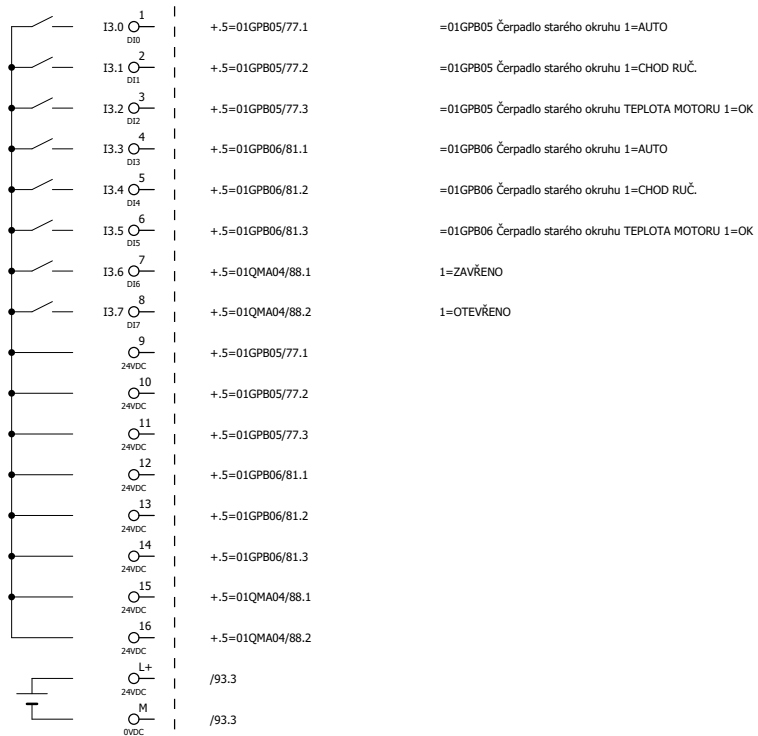 1
I3.0 +.5=01GPB05/77.1 =01GPB05 Čerpadlo starého okruhu 1=AUTO
DI0
2
I3.1 +.5=01GPB05/77.2 =01GPB05 Čerpadlo starého okruhu 1=CHOD RUČ.
DI1
3
I3.2 +.5=01GPB05/77.3 =01GPB05 Čerpadlo starého okruhu TEPLOTA MOTORU 1=OK
DI2
4
I3.3 +.5=01GPB06/81.1 =01GPB06 Čerpadlo starého okruhu 1=AUTO
DI3
5
I3.4 +.5=01GPB06/81.2 =01GPB06 Čerpadlo starého okruhu 1=CHOD RUČ.
DI4
6
I3.5 +.5=01GPB06/81.3 =01GPB06 Čerpadlo starého okruhu TEPLOTA MOTORU 1=OK
DI5
7
I3.6 +.5=01QMA04/88.1 1=ZAVŘENO
DI6
8
I3.7 +.5=01QMA04/88.2 1=OTEVŘENO
DI7
9
+.5=01GPB05/77.1
24VDC
10
+.5=01GPB05/77.2
24VDC
11
+.5=01GPB05/77.3
24VDC
12
+.5=01GPB06/81.1
24VDC
13
+.5=01GPB06/81.2
24VDC
14
+.5=01GPB06/81.3
24VDC
15
+.5=01QMA04/88.1
24VDC
16
+.5=01QMA04/88.2
24VDC
L+
/93.3
24VDC
M
/93.3
0VDC